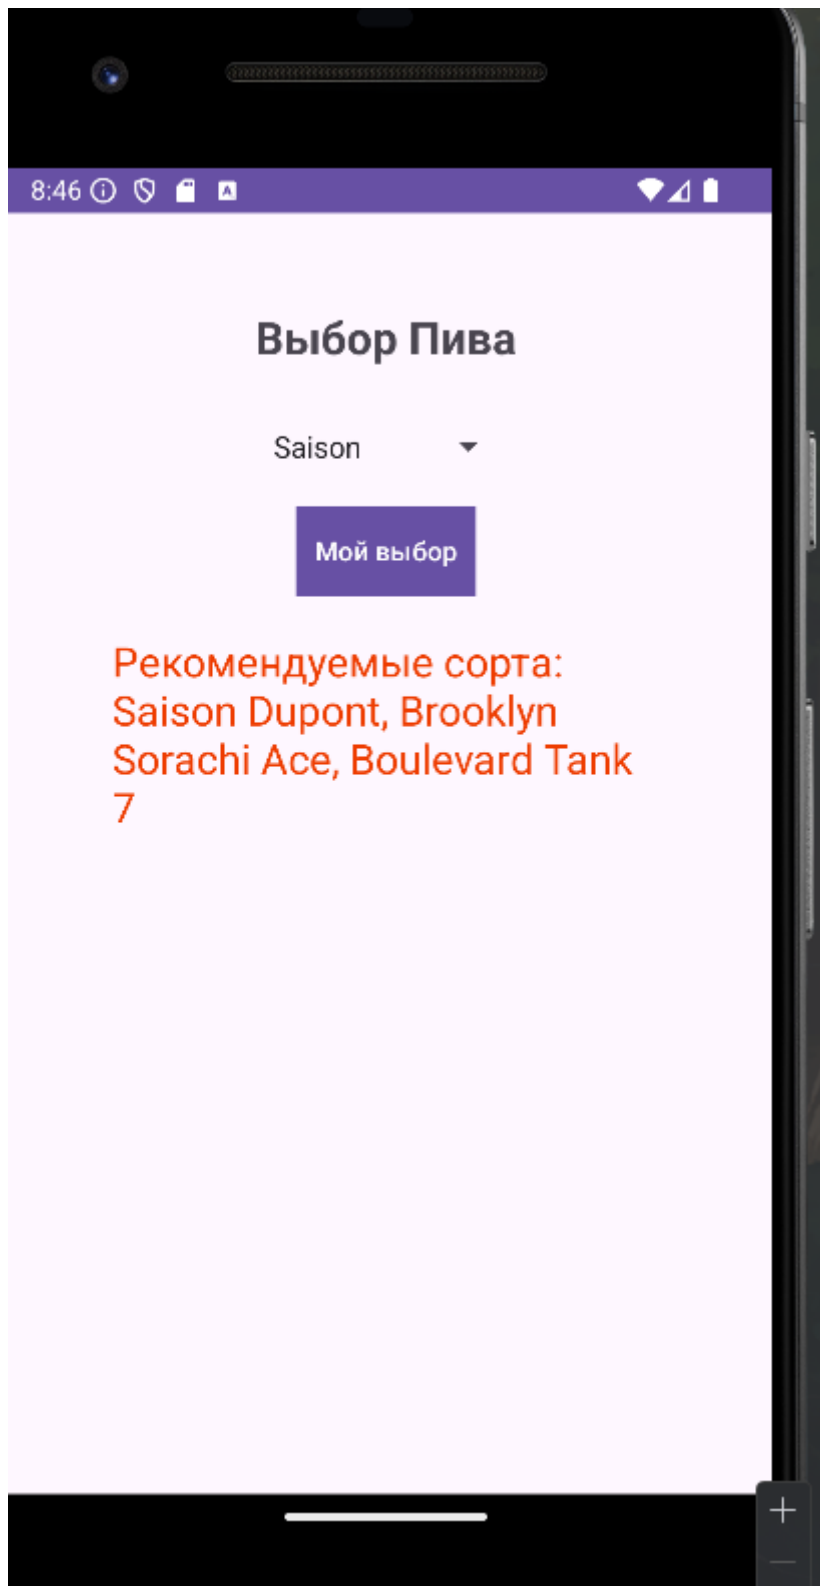 8:46
Выбор Пива
Saison
Мой выбор
Рекомендуемые сорта:
Saison Dupont, Brooklyn
Sorachi Ace, Boulevard Tank
7